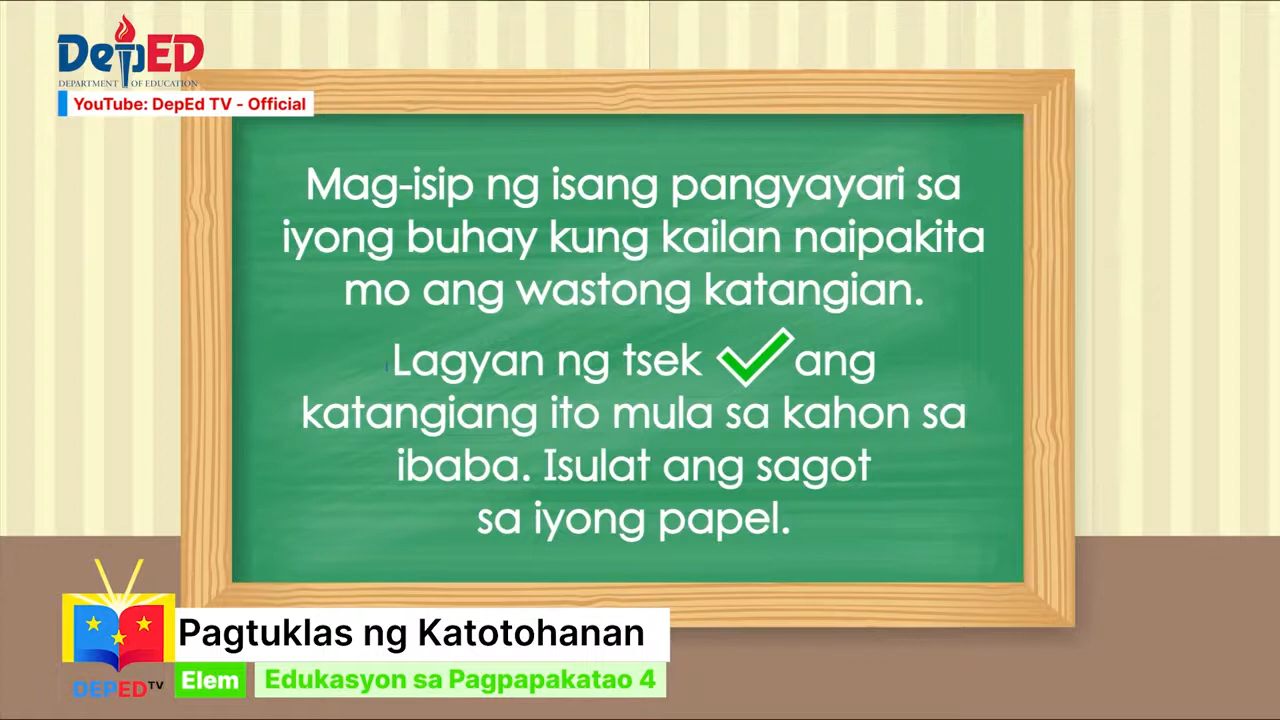 DepED
DEPARTMENT OF EDUCATION
YouTube: DepEd TV - Official
Mag-isip ng isang pangyayari sa
iyong buhay kung kailan naipakita
mo ang wastong katangian.
Lagyan ng tsek ang
katangiang ito mula sa kahon sa
ibaba. Isulat ang sagot
sa iyong papel.
Pagtuklas ng Katotohanan
DEPED TV
Elem
Edukasyon sa Pagpapakatao 4